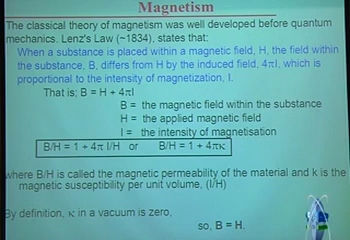 Magnetism
The classical theory of magnetism was well developed before quantum
mechanics. Lenz's Law (~1834), states that:
When a substance is placed within a magnetic field, H, the field within
the substance, B, differs from H by the induced field, 4πI, which is
proportional to the intensity of magnetization, I.
That is; B = H + 4πI
B = the magnetic field within the substance
H = the applied magnetic field
I = the intensity of magnetisation
B/H = 1 + 4π I/H or B/H = 1 + 4πκ
where B/H is called the magnetic permeability of the material and k is the
magnetic susceptibility per unit volume, (I/H)
By definition, κ in a vacuum is zero,
so, B = H.